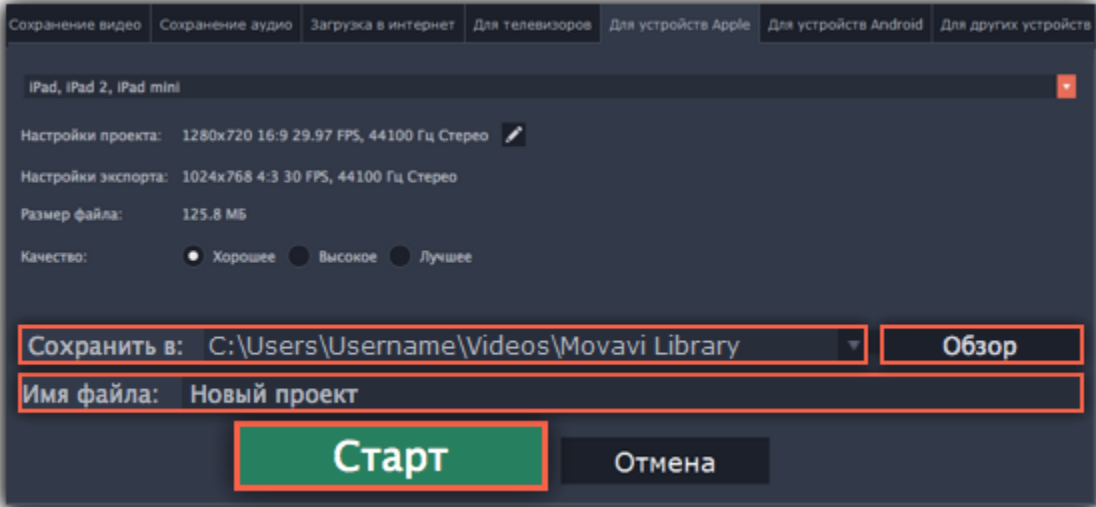 Сохранение видео Сохранение аудио Загрузка в интернет Для телевизоров Для устройств Apple Для устройств Android Для других устройств
iPad, iPad 2, iPad mini
Настройки проекта: 1280x720 16:9 29.97 FPS, 44100 Гц Стерео
Настройки экспорта: 1024x768 4:3 30 FPS, 44100 Гц Стерео
Размер файла: 125.8 МБ
Качество: Хорошее Высокое Лучшее
Сохранить в: C:\Users\Username\Videos\Movavi Library Обзор
Имя файла: Новый проект
Старт Отмена